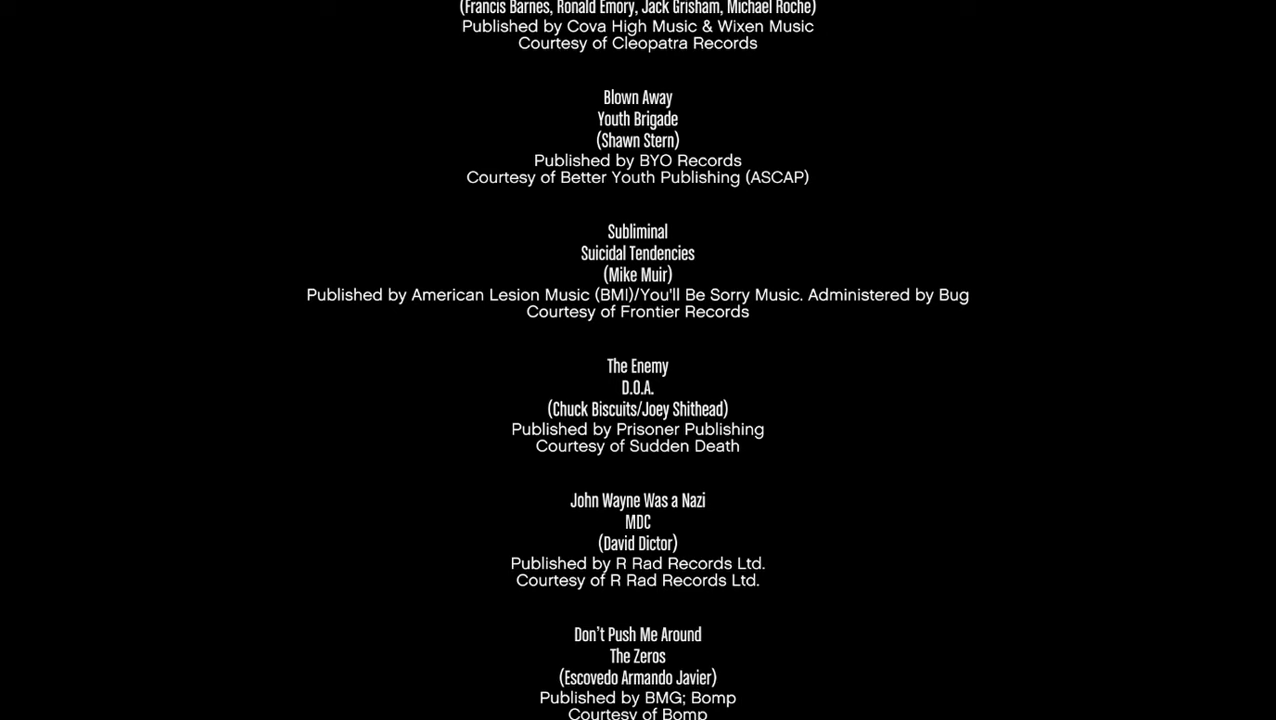 (Francis Barnes, Ronald Emory, Jack Grisham, Michael Roche)
Published by Cova High Music & Wixen Music
Courtesy of Cleopatra Records
Blown Away
Youth Brigade
(Shawn Stern)
Published by BYO Records
Courtesy of Better Youth Publishing (ASCAP)
Subliminal
Suicidal Tendencies
(Mike Muir)
Published by American Lesion Music (BMI)/You'll Be Sorry Music. Administered by Bug
Courtesy of Frontier Records
The Enemy
D.O.A.
(Chuck Biscuits/Joey Shithead)
Published by Prisoner Publishing
Courtesy of Sudden Death
John Wayne Was a Nazi
MDC
(David Dictor)
Published by R Rad Records Ltd.
Courtesy of R Rad Records Ltd.
Don’t Push Me Around
The Zeros
(Escovedo Armando Javier)
Published by BMG; Bomp
Courtesy of Bomp